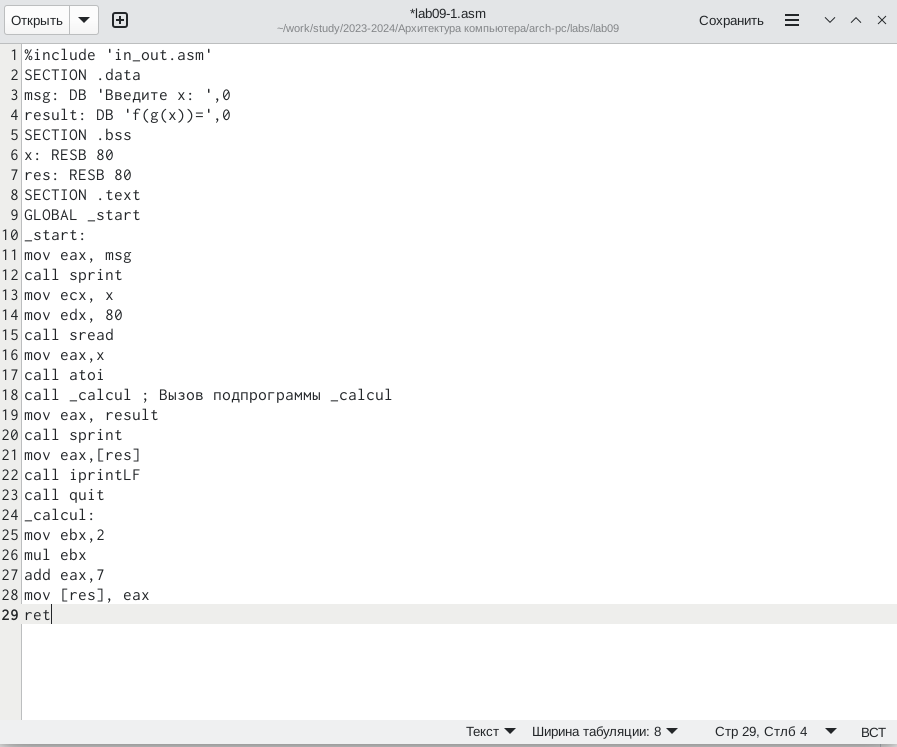 Открыть
*lab09-1.asm
~/work/study/2023-2024/Архитектура компьютера/arch-pc/labs/lab09
Сохранить
1 %include 'in_out.asm'
2 SECTION .data
3 msg: DB 'Введите x: ',0
4 result: DB 'f(g(x))=',0
5 SECTION .bss
6 x: RESB 80
7 res: RESB 80
8 SECTION .text
9 GLOBAL _start
10 _start:
11 mov eax, msg
12 call sprint
13 mov ecx, x
14 mov edx, 80
15 call sread
16 mov eax,x
17 call atoi
18 call _calcul ; Вызов подпрограммы _calcul
19 mov eax, result
20 call sprint
21 mov eax,[res]
22 call iprintLF
23 call quit
24 _calcul:
25 mov ebx,2
26 mul ebx
27 add eax,7
28 mov [res], eax
29 ret
Текст Ширина табуляции: 8 Стр 29, Стлб 4 ВСТ